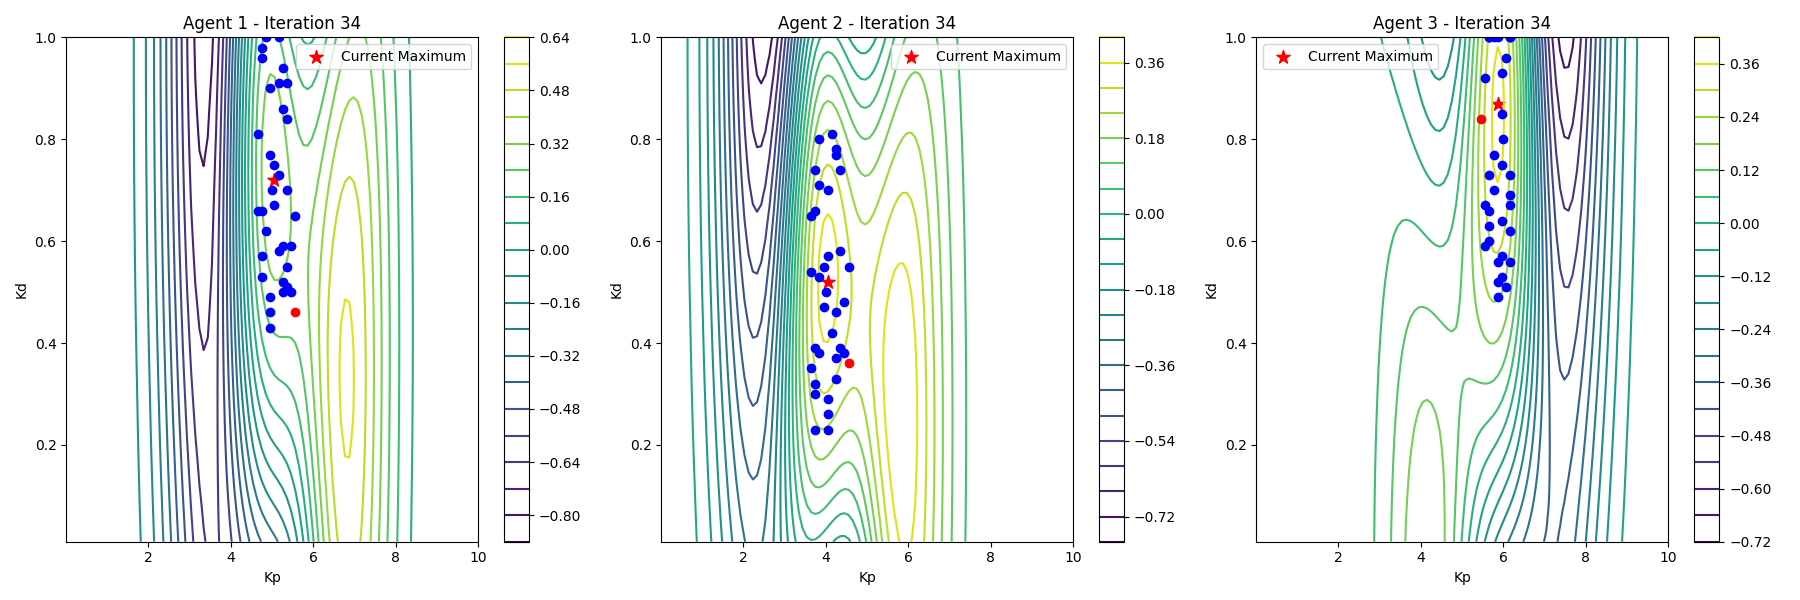 Agent 1 - Iteration 34
Current Maximum
Kd
1.0
0.8
0.6
0.4
0.2
2 4 6 8 10
Kp
0.64
0.48
0.32
0.16
0.00
−0.16
−0.32
−0.48
−0.64
−0.80
Agent 2 - Iteration 34
Current Maximum
Kd
1.0
0.8
0.6
0.4
0.2
2 4 6 8 10
Kp
0.36
0.18
0.00
−0.18
−0.36
−0.54
−0.72
Agent 3 - Iteration 34
Current Maximum
Kd
1.0
0.8
0.6
0.4
0.2
2 4 6 8 10
Kp
0.36
0.24
0.12
0.00
−0.12
−0.24
−0.36
−0.48
−0.60
−0.72